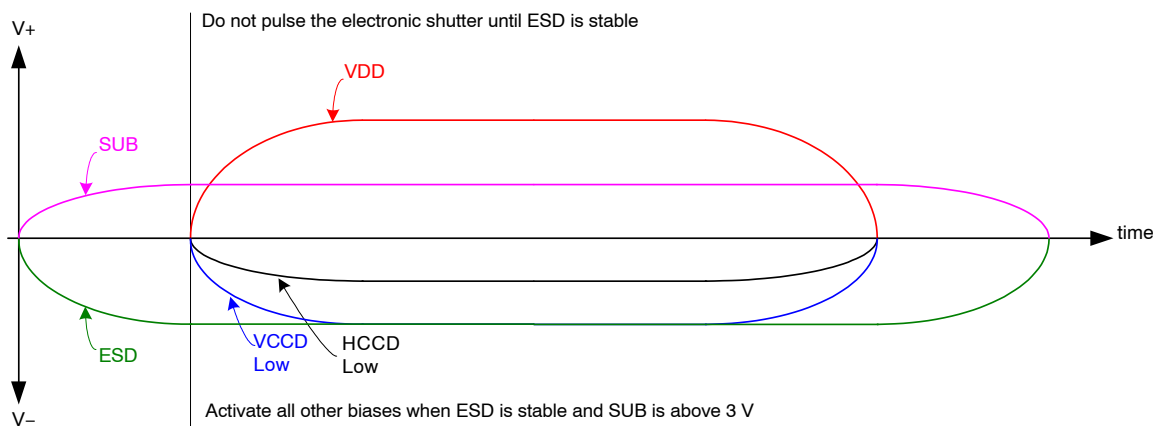 Do not pulse the electronic shutter until ESD is stable
V+
VDD
SUB
time
VCCD
Low
HCCD
Low
ESD
Activate all other biases when ESD is stable and SUB is above 3 V
V−